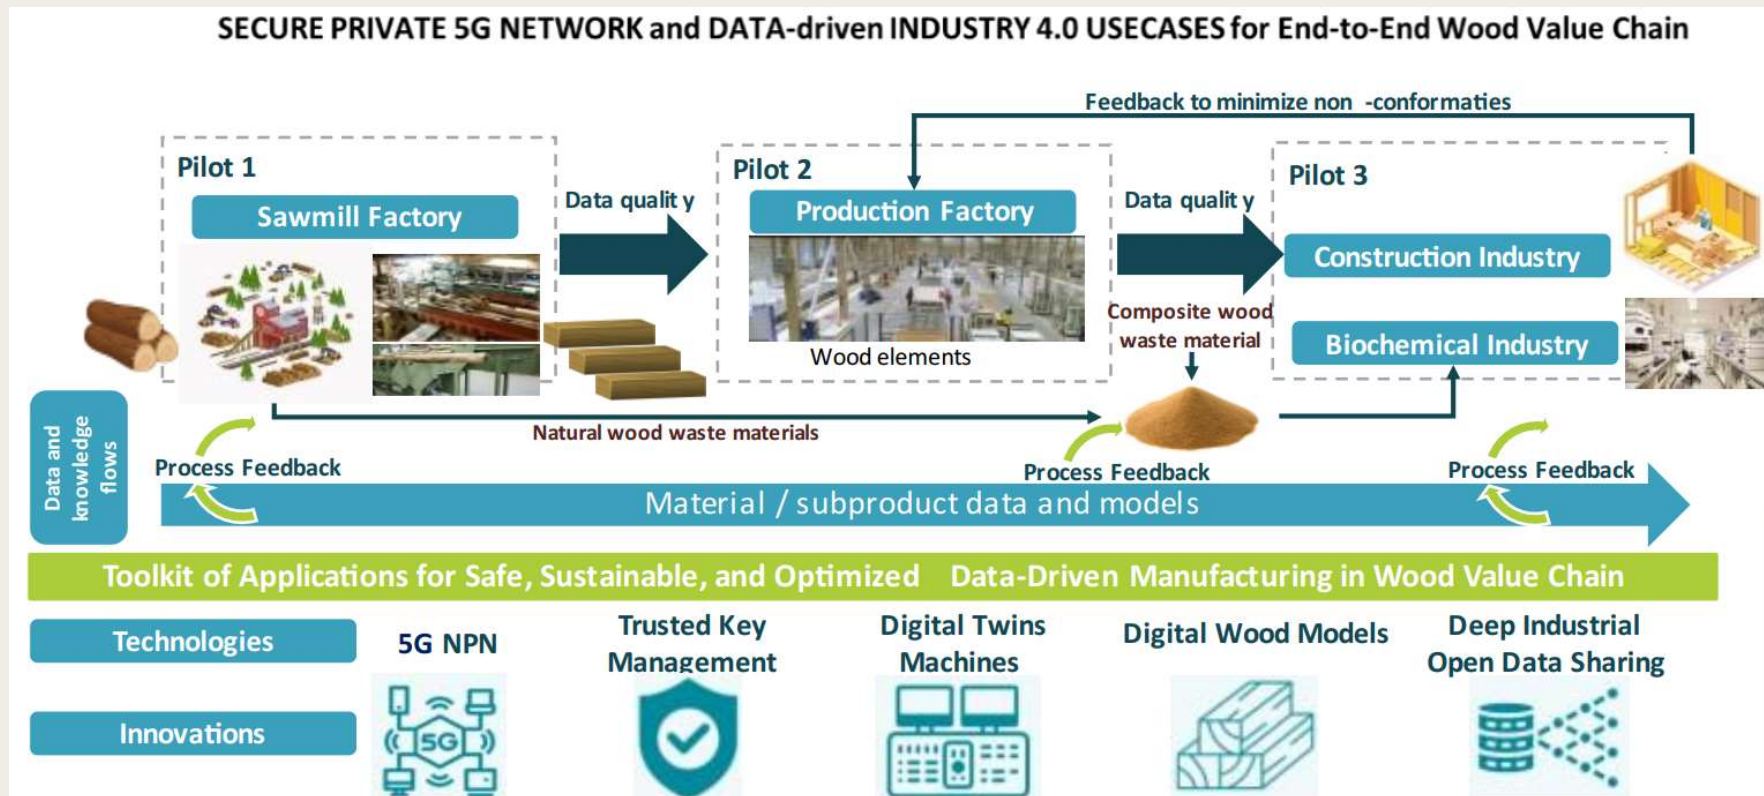 SECURE PRIVATE 5G NETWORK and DATA-driven INDUSTRY 4.0 USECASES for End-to-End Wood Value Chain
Feedback to minimize non -conformaties
Pilot 1
Sawmill Factory
Data quality
Pilot 2
Production Factory
Wood elements
Data quality
Pilot 3
Construction Industry
Biochemical Industry
Composite wood
waste material
Natural wood waste materials
Data and
knowledge
flows
Process Feedback
Process Feedback
Process Feedback
Material / subproduct data and models
Toolkit of Applications for Safe, Sustainable, and Optimized Data-Driven Manufacturing in Wood Value Chain
Technologies
5G NPN
Trusted Key
Management
Digital Twins
Machines
Digital Wood Models
Deep Industrial
Open Data Sharing
Innovations
5G